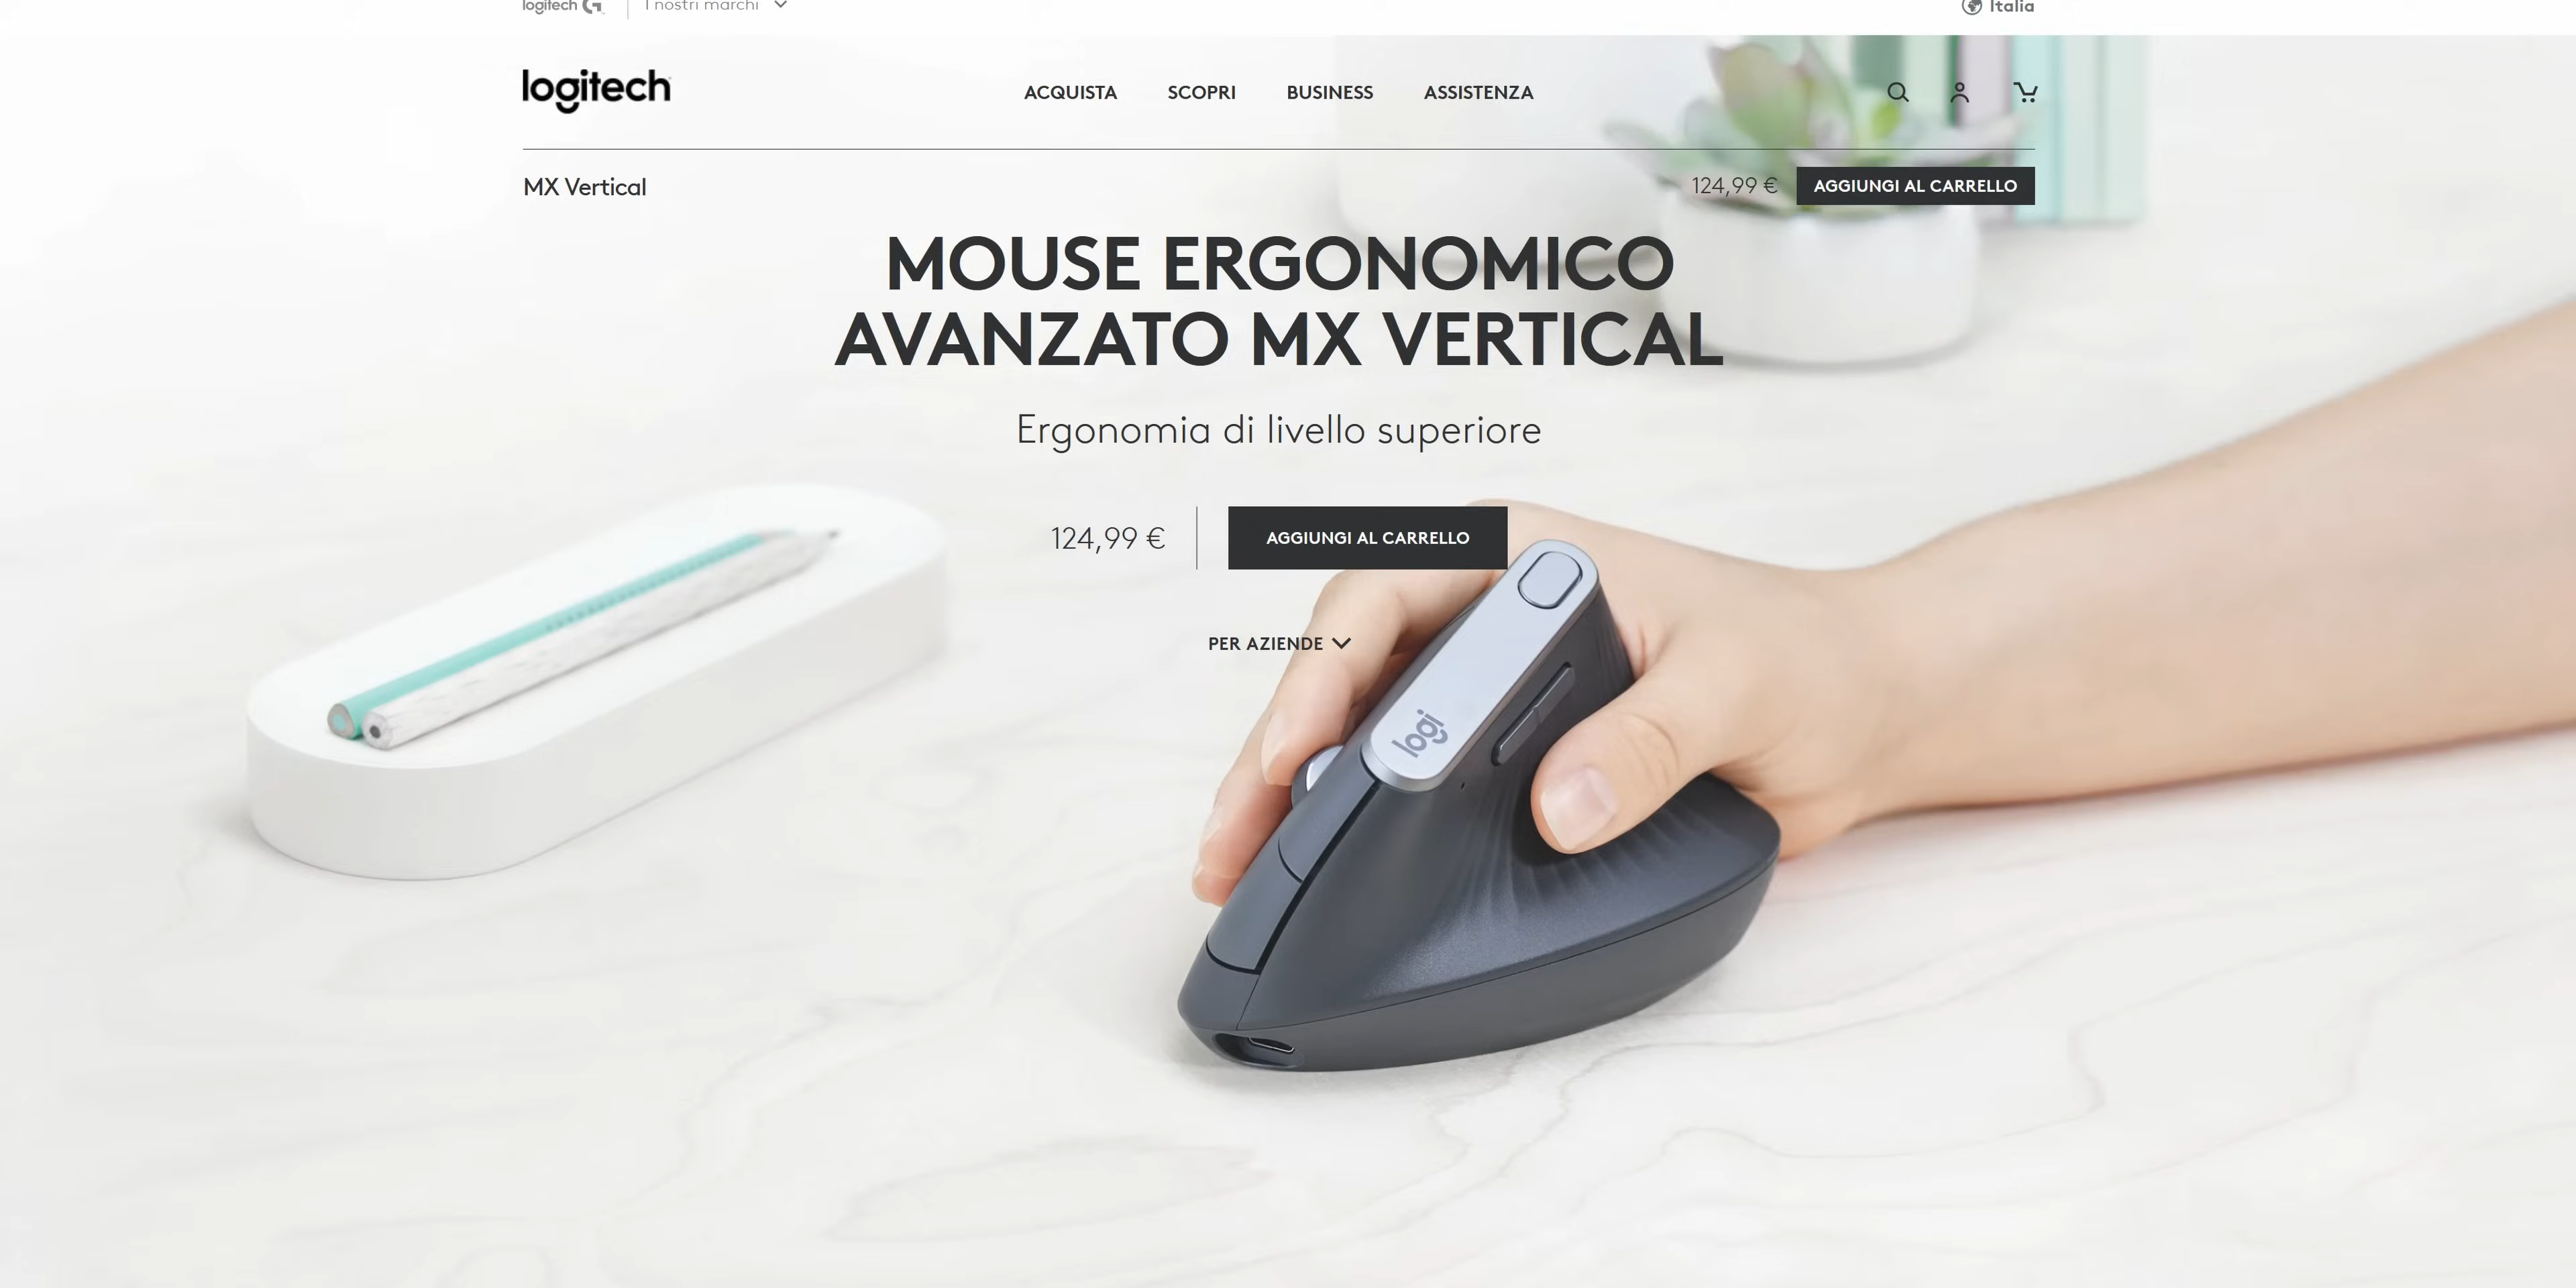 logitech G
I nostri marchi
Italia
logitech
ACQUISTA SCOPRI BUSINESS ASSISTENZA
MX Vertical
124,99 € AGGIUNGI AL CARRELLO
MOUSE ERGONOMICO
AVANZATO MX VERTICAL
Ergonomia di livello superiore
124,99 € AGGIUNGI AL CARRELLO
PER AZIENDE
logi